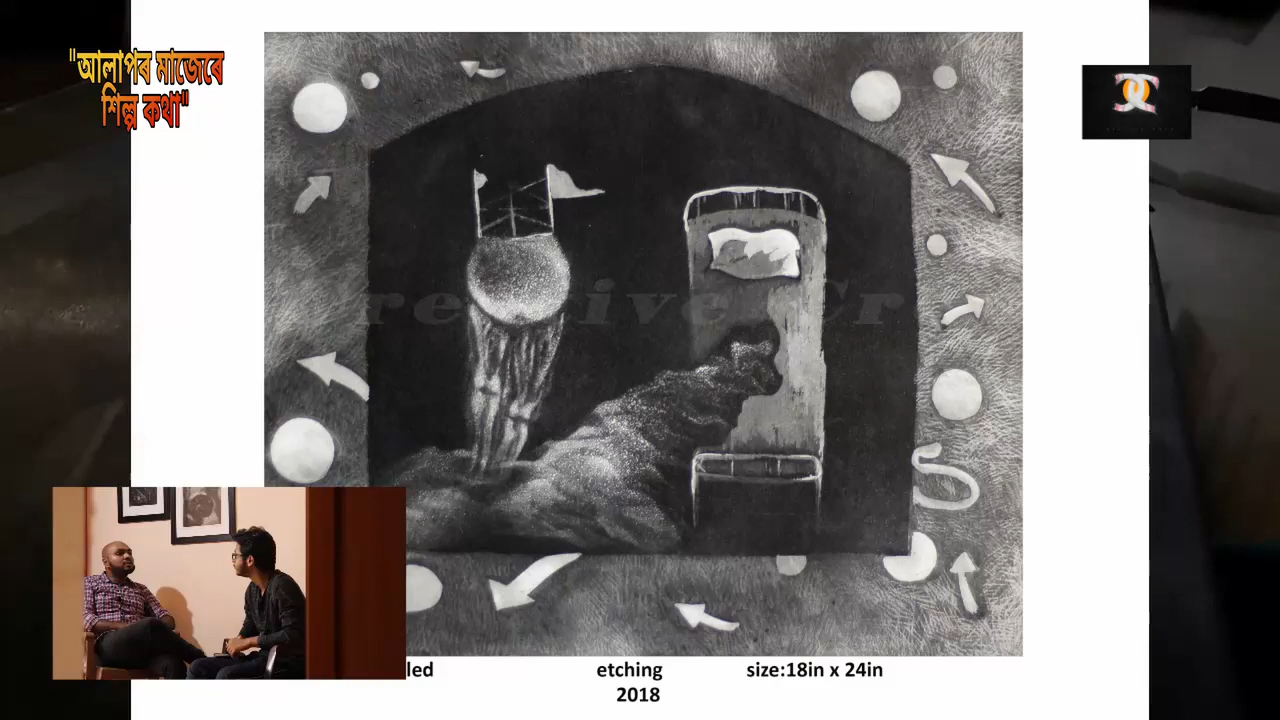 "আলাপৰ মাজেৰে
শিল্প কথা"
led
etching
size:18in x 24in
2018